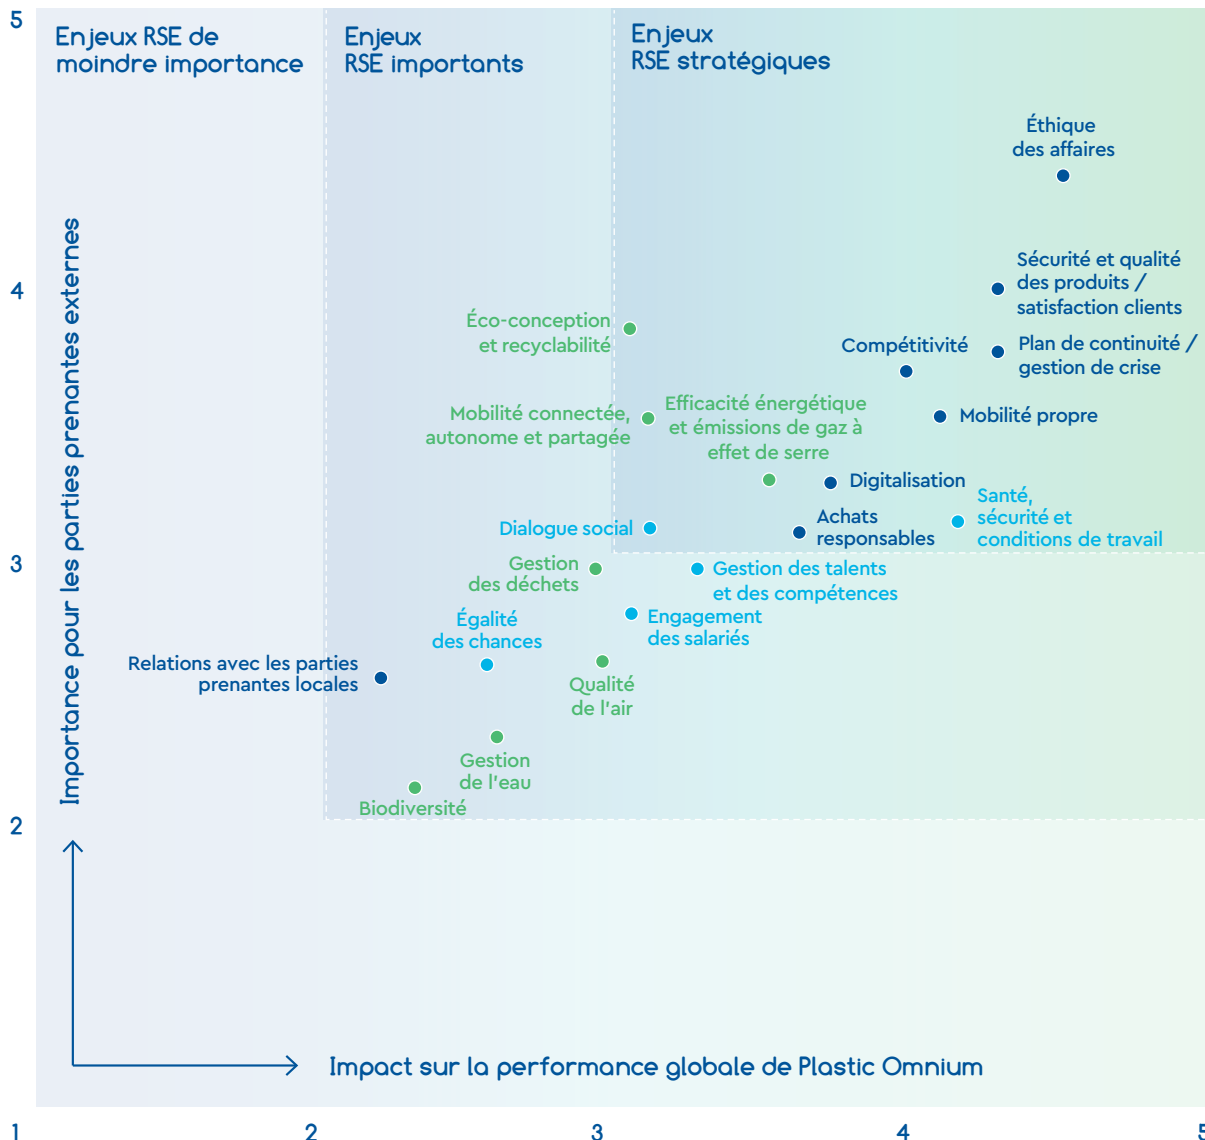 5
Enjeux RSE de
moindre importance
Enjeux
RSE importants
Enjeux
RSE stratégiques
Éthique
des affaires
Sécurité et qualité
des produits /
satisfaction clients
4
Éco-conception
et recyclabilité
Compétitivité
Plan de continuité /
gestion de crise
Mobilité connectée,
autonome et partagée
Efficacité énergétique
et émissions de gaz à
effet de serre
Mobilité propre
Digitalisation
Santé,
sécurité et
conditions de travail
Achats
responsables
Dialogue social
3
Gestion
des déchets
Gestion des talents
et des compétences
Égalité
des chances
Engagement
des salariés
Relations avec les parties
prenantes locales
Qualité
de l'air
Gestion
de l'eau
Biodiversité
2
Importance pour les parties prenantes externes
Impact sur la performance globale de Plastic Omnium
1
2
3
4
5